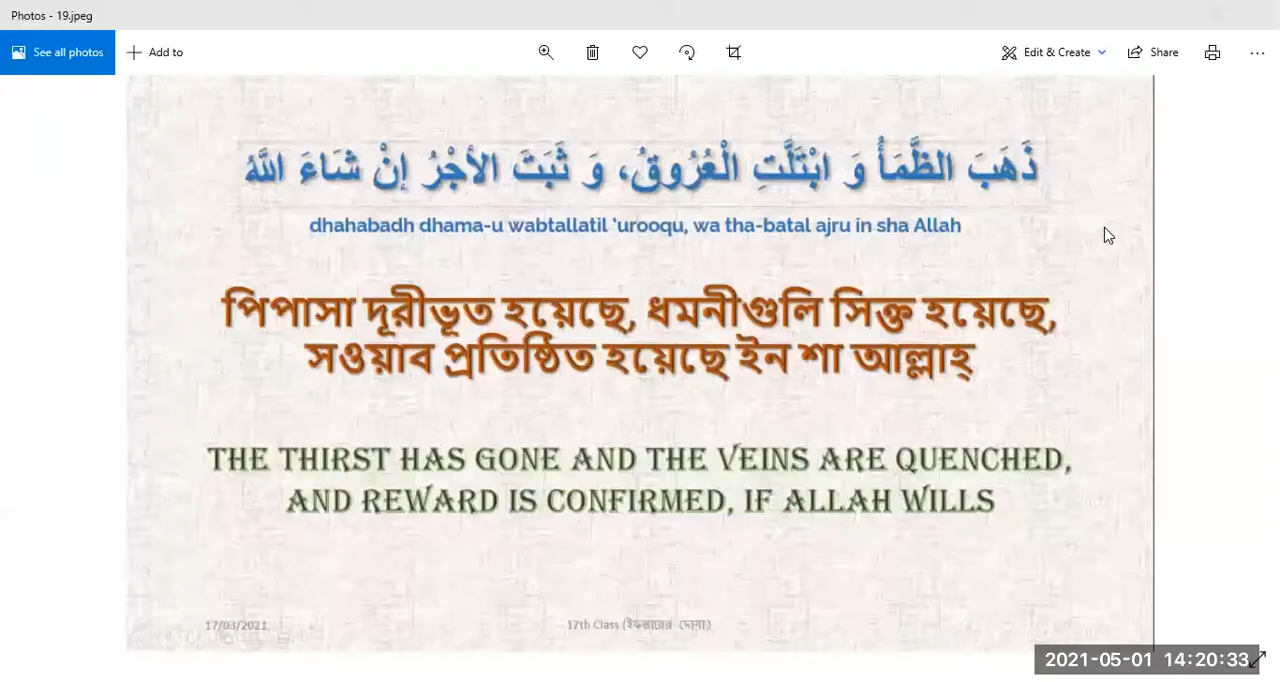 Photos - 19.jpeg
See all photos
Add to
Edit & Create
Share
ذَهَبَ الظَّمَأُ وَ ابْتَلَّتِ الْعُرُوقُ، وَ ثَبَتَ الأجْرُ إنْ شَاءَ اللَّهُ
dhahabadh dhama-u wabtallatil ‘urooqu, wa tha-batal ajru in sha Allah
পিপাসা দূরীভূত হয়েছে, ধমনীগুলি সিক্ত হয়েছে,
সওয়াব প্রতিষ্ঠিত হয়েছে ইন শা আল্লাহ্
THE THIRST HAS GONE AND THE VEINS ARE QUENCHED,
AND REWARD IS CONFIRMED, IF ALLAH WILLS
17/03/2021
17th Class (ইফতারের দোয়া)
2021-05-01 14:20:33